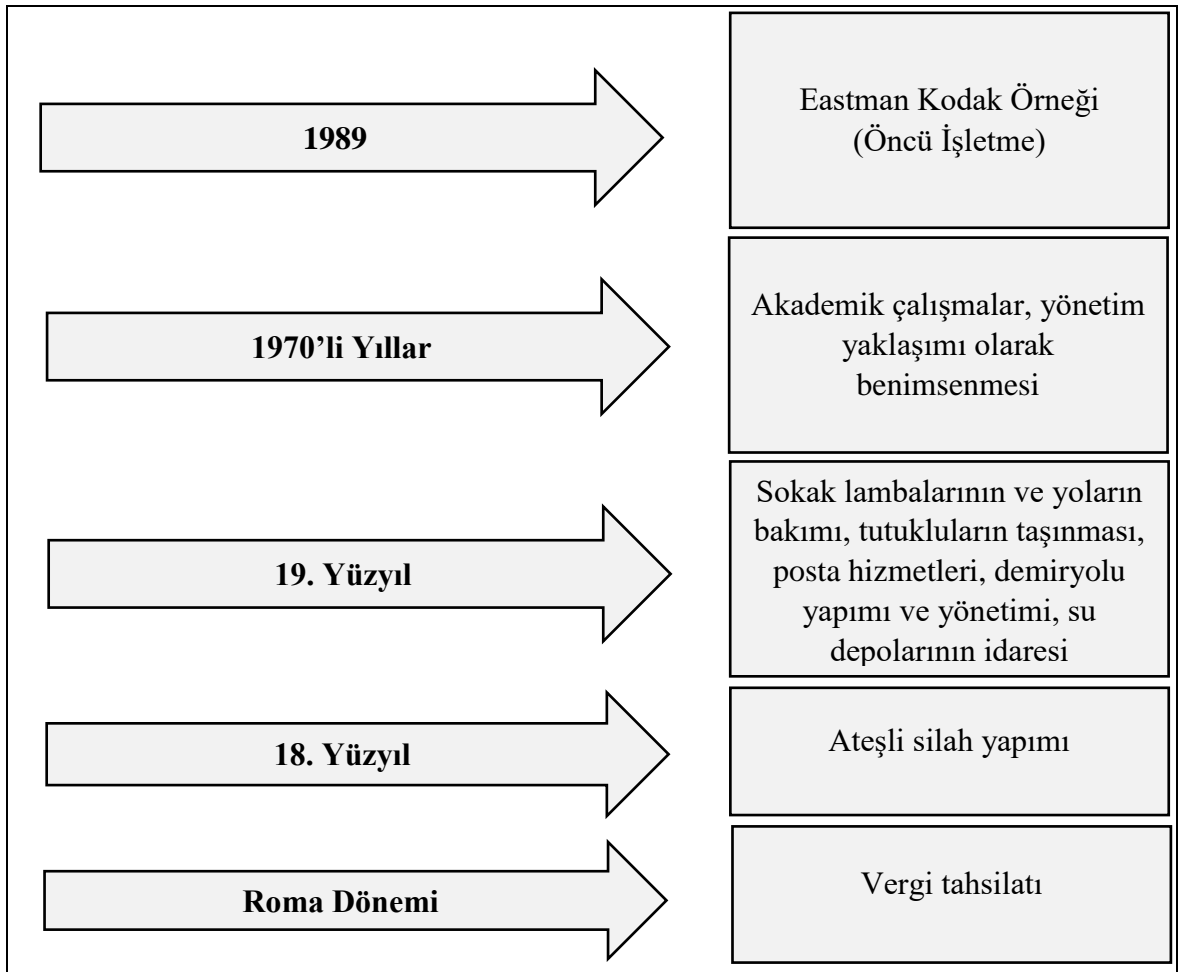 1989
Eastman Kodak Örneği
(Öncü İşletme)
1970’li Yıllar
Akademik çalışmalar, yönetim
yaklaşımı olarak
benimsenmesi
19. Yüzyıl
Sokak lambalarının ve yoların
bakımı, tutukluların taşınması,
posta hizmetleri, demiryolu
yapımı ve yönetimi, su
depolarının idaresi
18. Yüzyıl
Ateşli silah yapımı
Roma Dönemi
Vergi tahsilatı